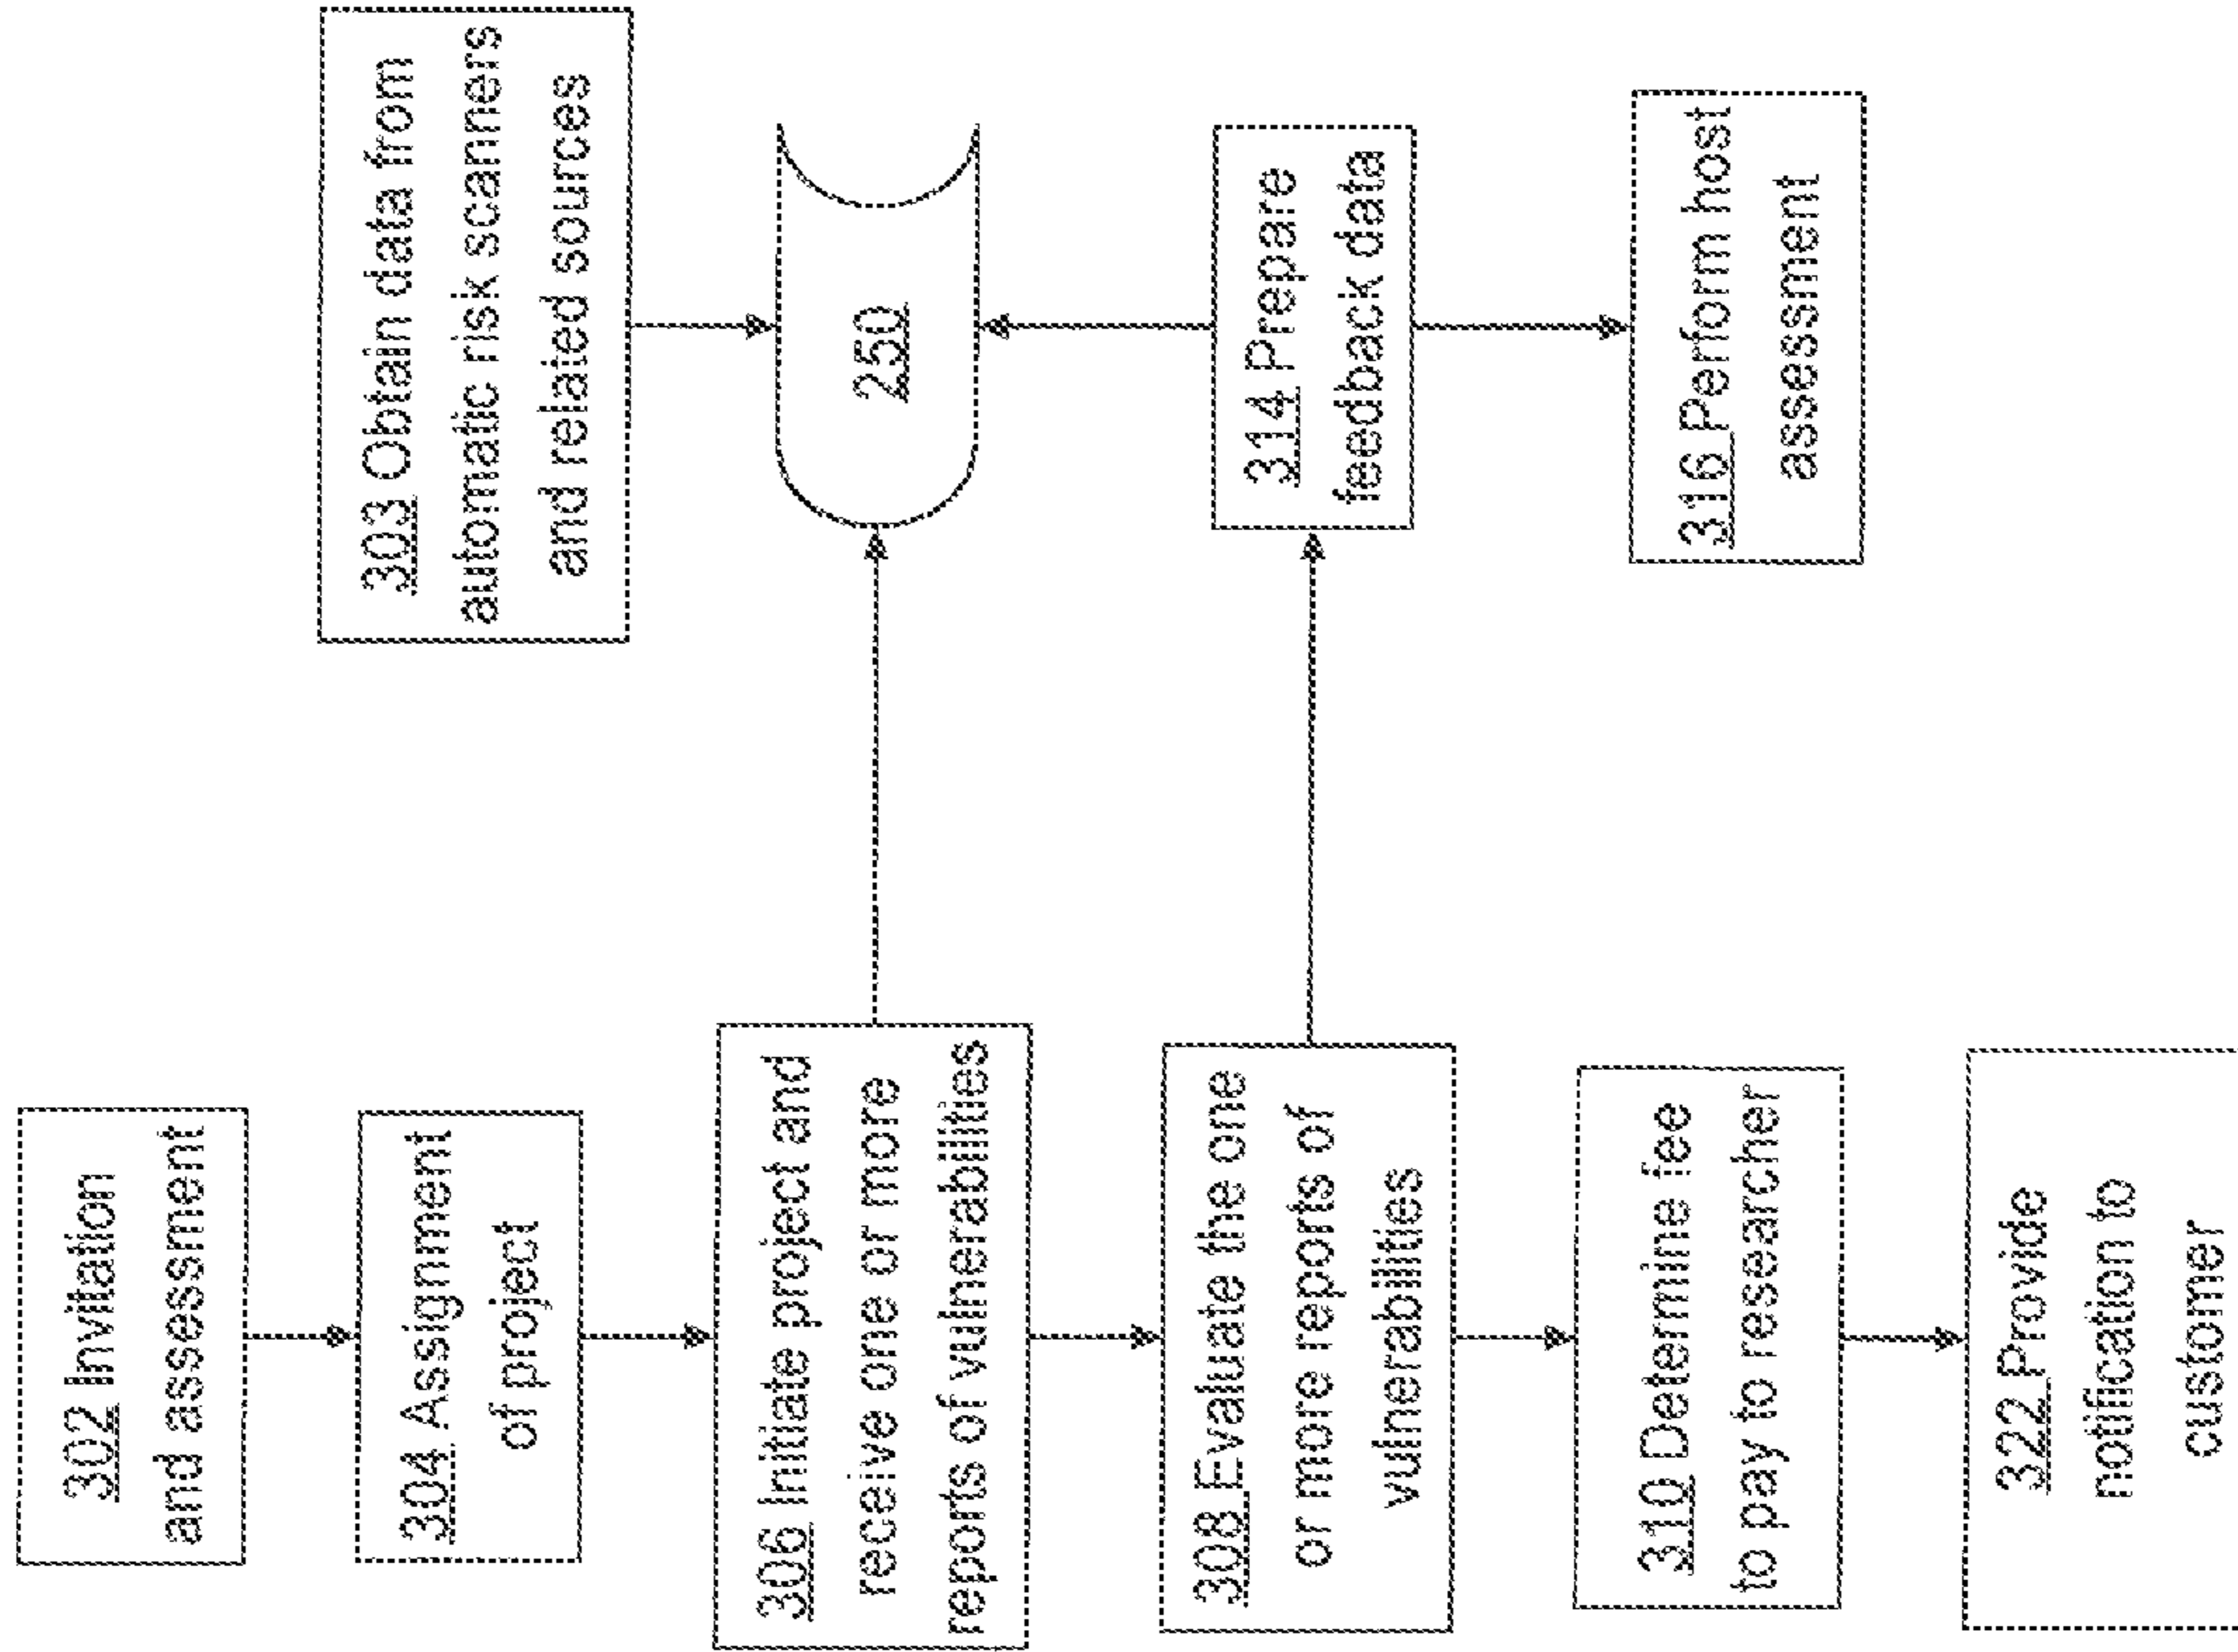 302 Invitation
and assessment
304 Assignment
of project
306 Initiate project and
receive one or more
reports of vulnerabilities
308 Evaluate the one
or more reports of
vulnerabilities
310 Determine fee
to pay to researcher
322 Provide
notification to
customer
303 Obtain data from
automatic risk scanners
and related sources
250
314 Prepare
feedback data
316 Perform host
assessment